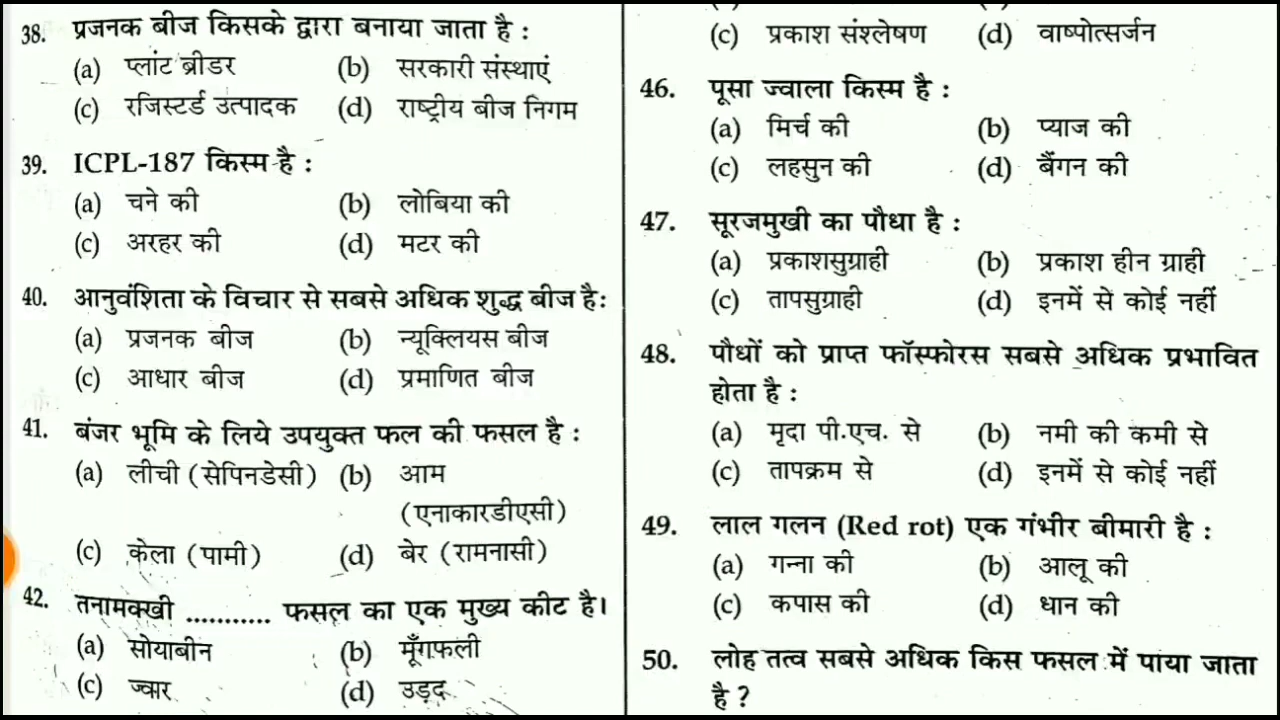 38. प्रजनक बीज किसके द्वारा बनाया जाता है :
(a) प्लांट ब्रीडर (b) सरकारी संस्थाएं
(c) रजिस्टर्ड उत्पादक (d) राष्ट्रीय बीज निगम
39. ICPL-187 किस्म है :
(a) चने की (b) लोबिया की
(c) अरहर की (d) मटर की
40. आनुवंशिता के विचार से सबसे अधिक शुद्ध बीज है:
(a) प्रजनक बीज (b) न्यूक्लियस बीज
(c) आधार बीज (d) प्रमाणित बीज
41. बंजर भूमि के लिये उपयुक्त फल की फसल है :
(a) लीची (सेपिनडेसी) (b) आम
(एनाकारडीएसी)
(c) केला (पामी) (d) बेर (रामनासी)
42. तनामक्खी ............ फसल का एक मुख्य कीट है।
(a) सोयाबीन (b) मूँगफली
(c) ज्वार (d) उड़द
(c) प्रकाश संश्लेषण (d) वाष्पोत्सर्जन
46. पूसा ज्वाला किस्म है :
(a) मिर्च की (b) प्याज की
(c) लहसुन की (d) बैंगन की
47. सूरजमुखी का पौधा है :
(a) प्रकाशसुग्राही (b) प्रकाश हीन ग्राही
(c) तापसुग्राही (d) इनमें से कोई नहीं
48. पौधों को प्राप्त फॉस्फोरस सबसे अधिक प्रभावित
होता है :
(a) मृदा पी.एच. से (b) नमी की कमी से
(c) तापक्रम से (d) इनमें से कोई नहीं
49. लाल गलन (Red rot) एक गंभीर बीमारी है :
(a) गन्ना की (b) आलू की
(c) कपास की (d) धान की
50. लोह तत्व सबसे अधिक किस फसल में पाया जाता
है ?